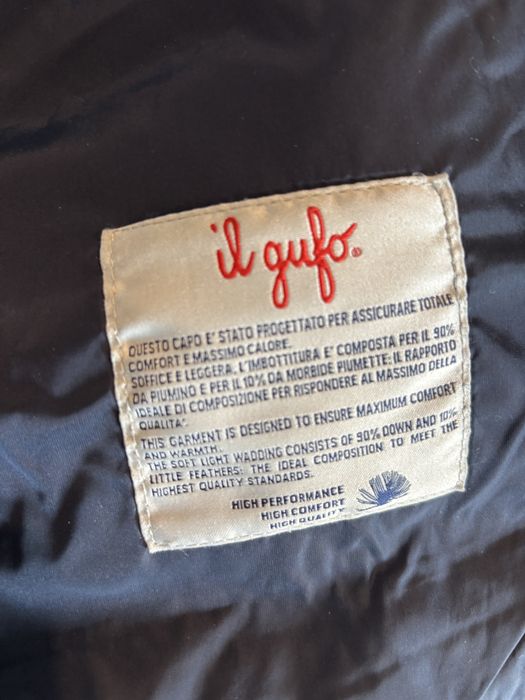 il gufo®
QUESTO CAPO E' STATO PROGETTATO PER ASSICURARE TOTALE
COMFORT E MASSIMO CALORE.
SOFFICE E LEGGERA, L'IMBOTTITURA E' COMPOSTA PER IL 90%
DA PIUMINO E PER IL 10% DA MORBIDE PIUMETTE: IL RAPPORTO
IDEALE DI COMPOSIZIONE PER RISPONDERE AL MASSIMO DELLA
QUALITA'.
THIS GARMENT IS DESIGNED TO ENSURE MAXIMUM COMFORT
AND WARMTH.
THE SOFT LIGHT WADDING CONSISTS OF 90% DOWN AND 10%
LITTLE FEATHERS: THE IDEAL COMPOSITION TO MEET THE
HIGHEST QUALITY STANDARDS.
HIGH PERFORMANCE
HIGH COMFORT
HIGH QUALITY